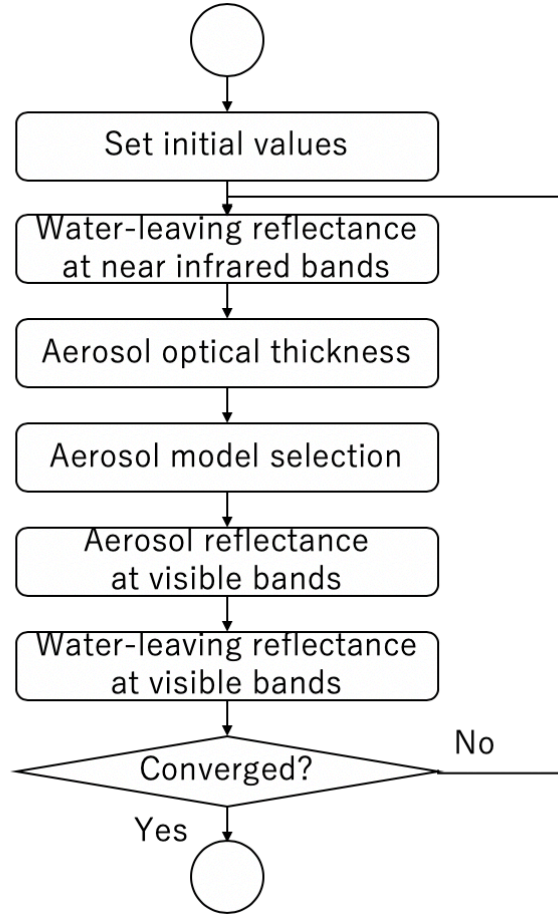 Set initial values
Water-leaving reflectance
at near infrared bands
Aerosol optical thickness
Aerosol model selection
Aerosol reflectance
at visible bands
Water-leaving reflectance
at visible bands
No
Converged?
Yes